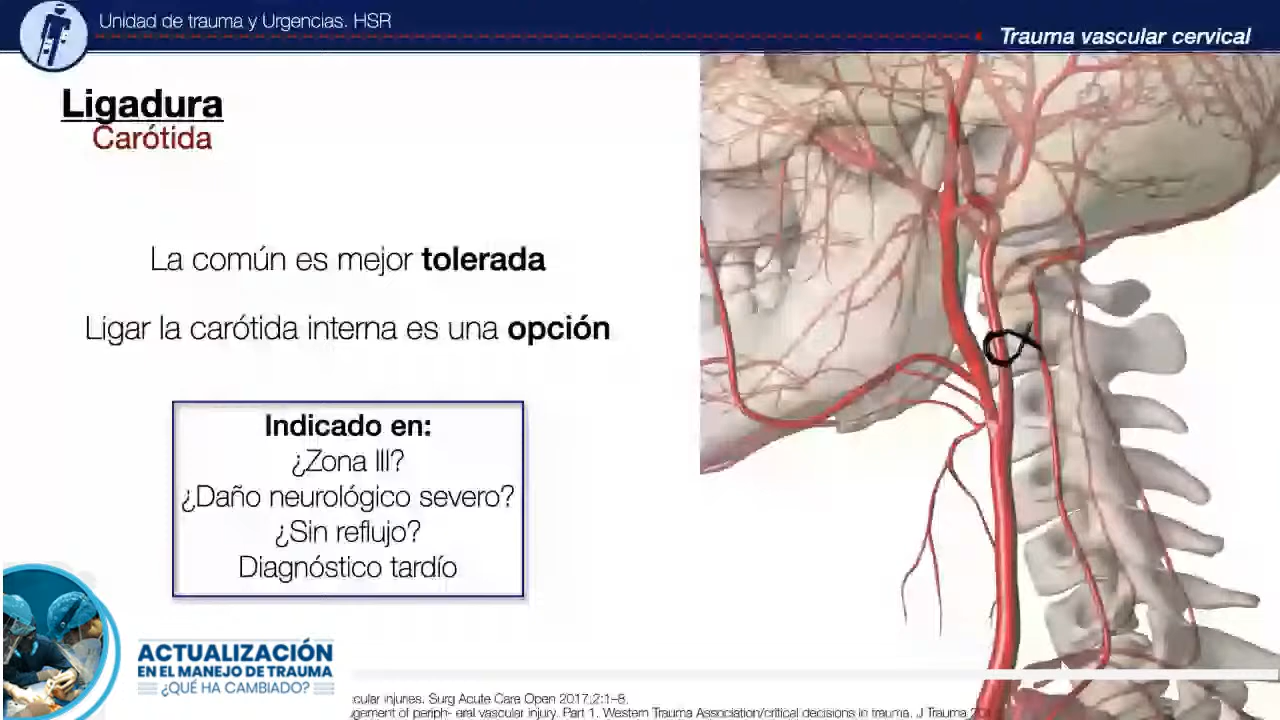 Unidad de trauma y Urgencias. HSR
Trauma vascular cervical
Ligadura
Carótida
La común es mejor tolerada
Ligar la carótida interna es una opción
Indicado en:
¿Zona III?
¿Daño neurológico severo?
¿Sin reflujo?
Diagnóstico tardío
ACTUALIZACIÓN
EN EL MANEJO DE TRAUMA
¿QUÉ HA CAMBIADO?
injuries. Surg Acute Care Open 2017;2:1–8.
of periph- eral vascular injury. Part 1. Western Trauma Association/critical decisions in trauma. J Trauma